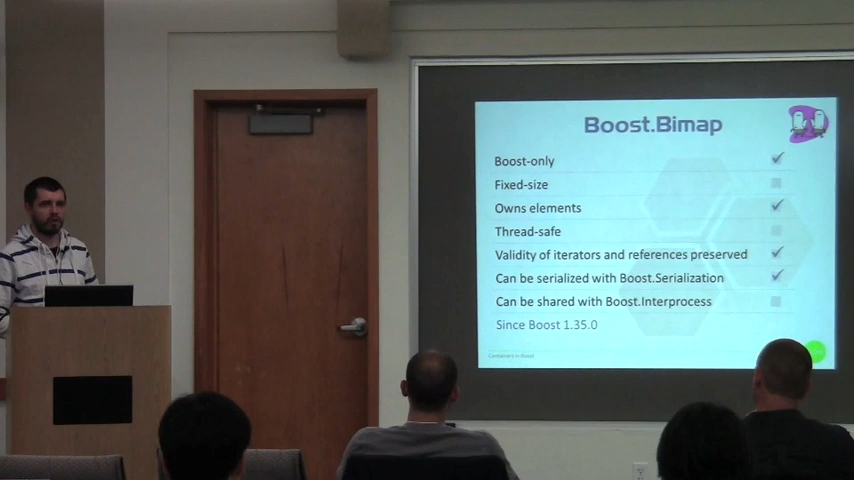 Boost.Bimap
Boost-only
Fixed-size
Owns elements
Thread-safe
Validity of iterators and references preserved
Can be serialized with Boost.Serialization
Can be shared with Boost.Interprocess
Since Boost 1.35.0
Containers in Boost